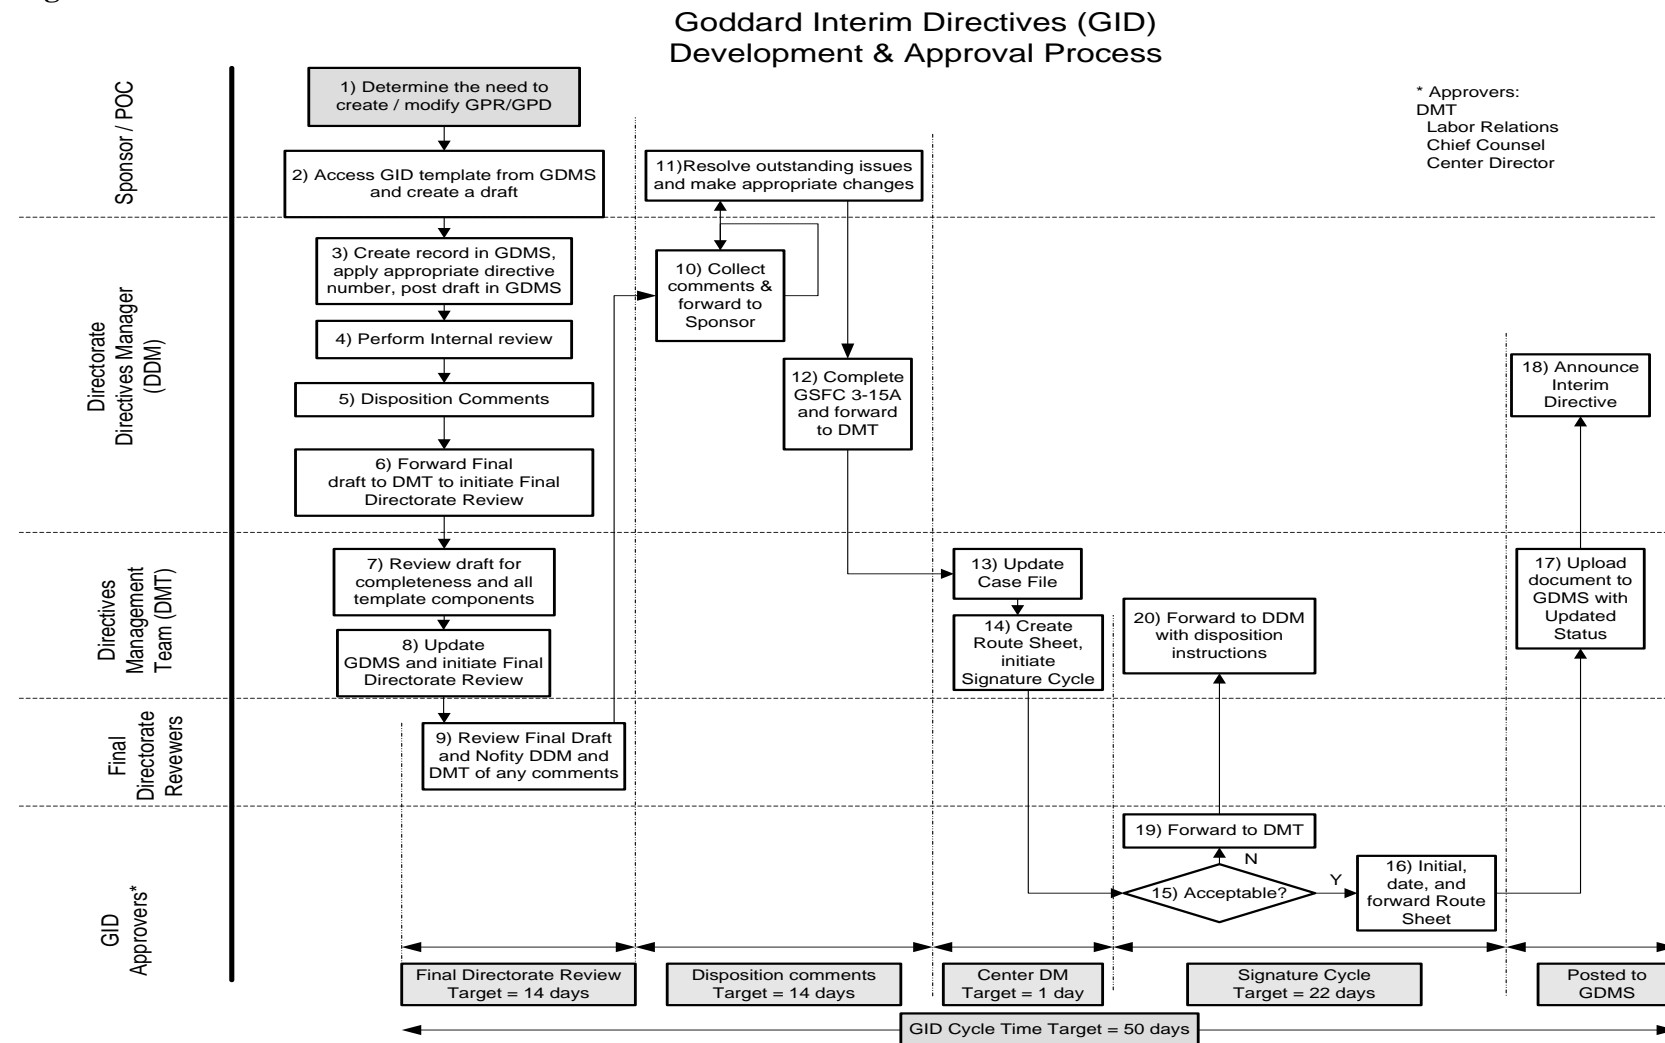 Goddard Interim Directives (GID)
Development & Approval Process
Sponsor / POC
1) Determine the need to
create / modify GPR/GPD
* Approvers:
DMT
Labor Relations
Chief Counsel
Center Director
2) Access GID template from GDMS
and create a draft
11)Resolve outstanding issues
and make appropriate changes
Directorate
Directives Manager
(DDM)
3) Create record in GDMS,
apply appropriate directive
number, post draft in GDMS
4) Perform Internal review
5) Disposition Comments
6) Forward Final
draft to DMT to initiate Final
Directorate Review
10) Collect
comments &
forward to
Sponsor
12) Complete
GSFC 3-15A
and forward
to DMT
18) Announce
Interim
Directive
Directives
Management
Team (DMT)
7) Review draft for
completeness and all
template components
8) Update
GDMS and initiate Final
Directorate Review
13) Update
Case File
14) Create
Route Sheet,
initiate
Signature Cycle
20) Forward to DDM
with disposition
instructions
17) Upload
document to
GDMS with
Updated
Status
Final
Directorate
Revewers
9) Review Final Draft
and Nofity DDM and
DMT of any comments
GID
Approvers*
19) Forward to DMT
N
15) Acceptable?
Y
16) Initial,
date, and
forward Route
Sheet
Final Directorate Review
Target = 14 days
Disposition comments
Target = 14 days
Center DM
Target = 1 day
Signature Cycle
Target = 22 days
Posted to
GDMS
GID Cycle Time Target = 50 days